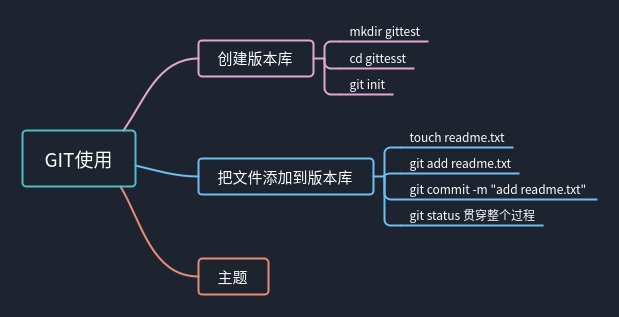 GIT使用
创建版本库
mkdir gittest
cd gittesst
git init
把文件添加到版本库
touch readme.txt
git add readme.txt
git commit -m "add readme.txt"
git status 贯穿整个过程
主题